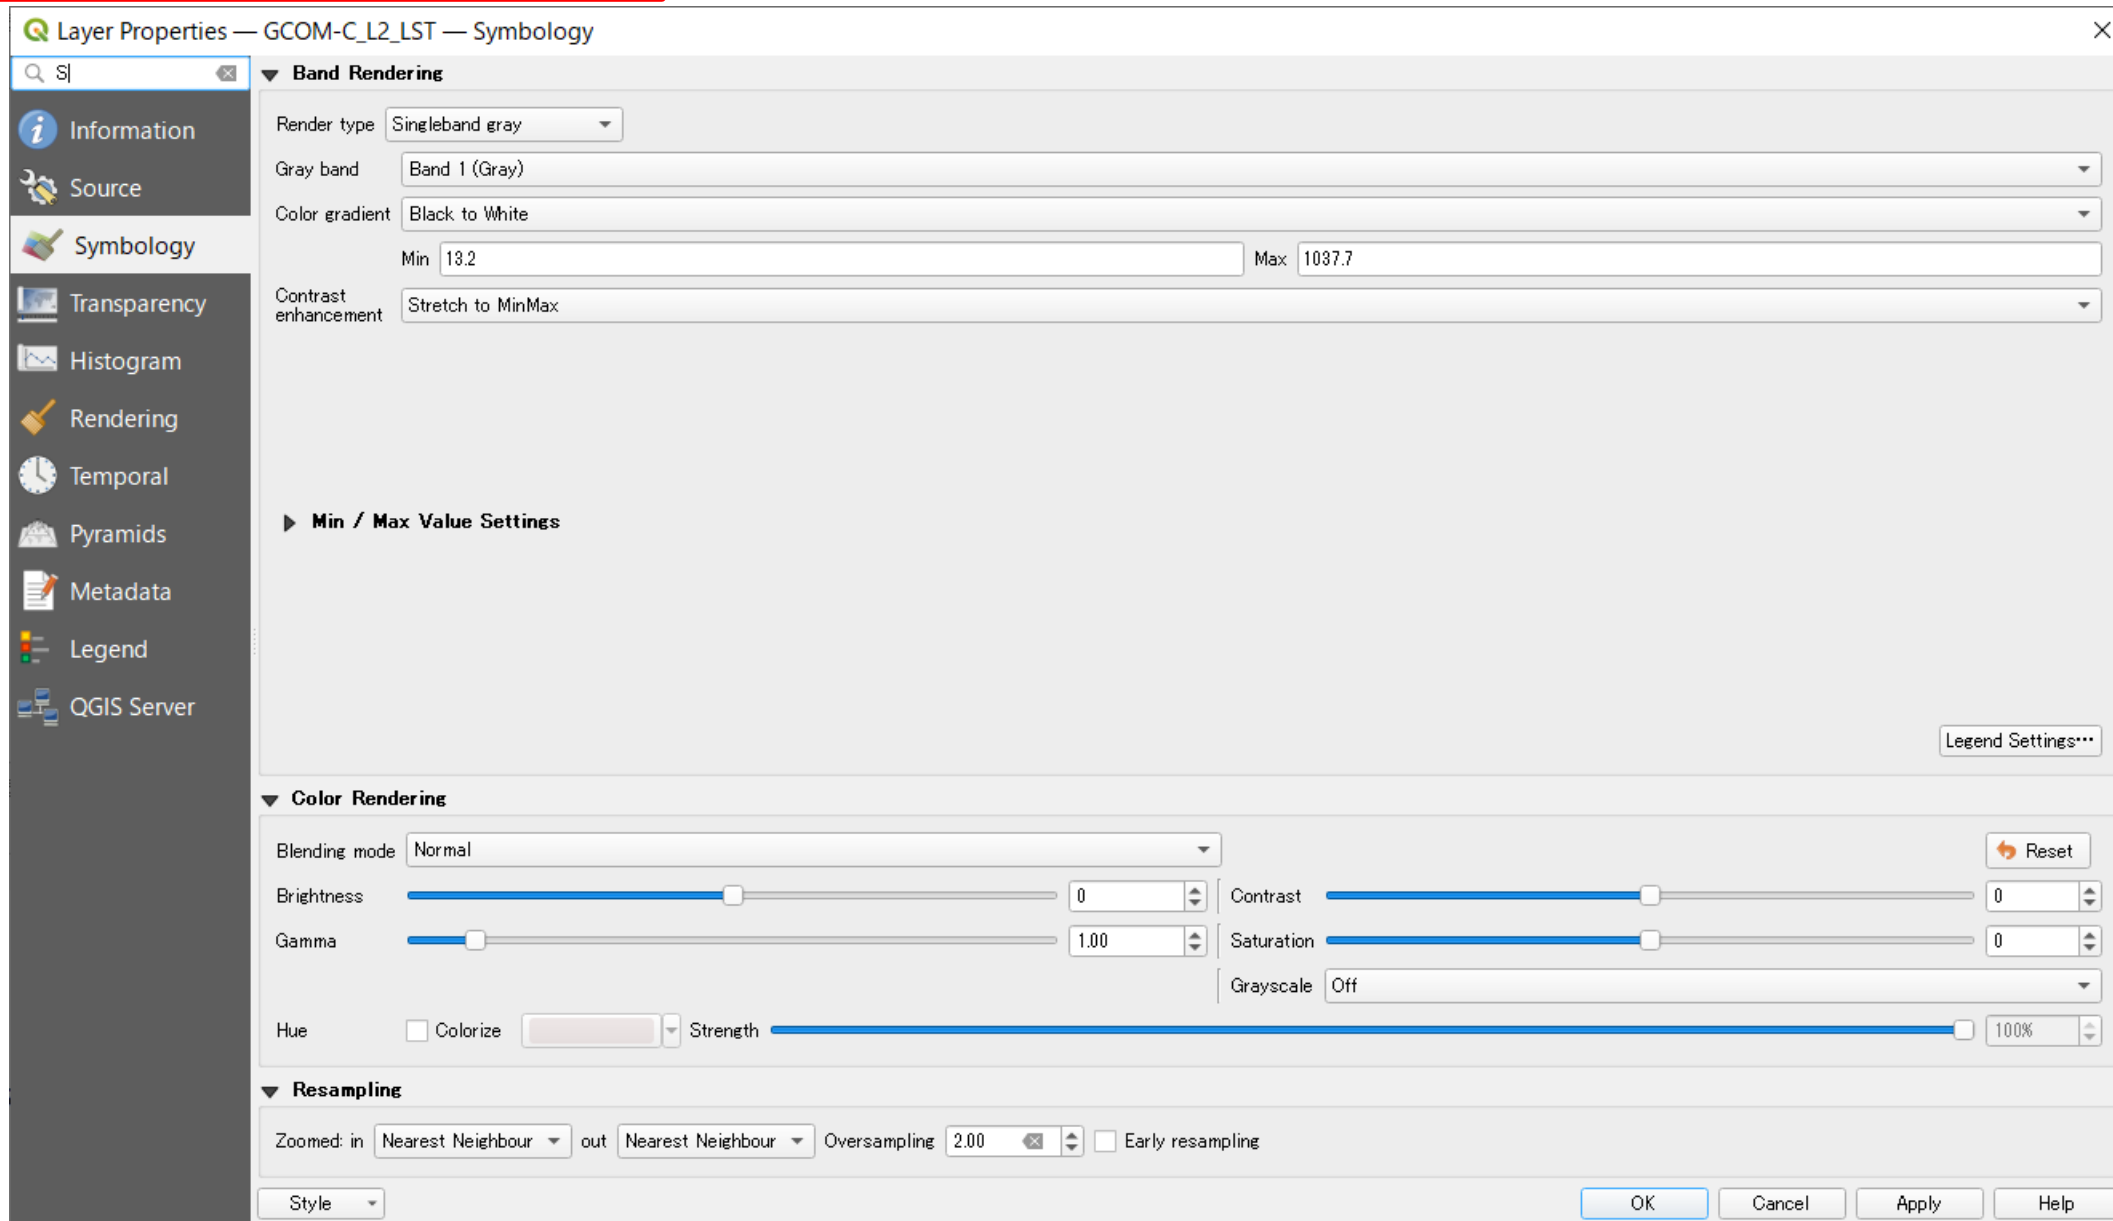 Layer Properties — GCOM-C_L2_LST — Symbology
S
Information
Source
Symbology
Transparency
Histogram
Rendering
Temporal
Pyramids
Metadata
Legend
QGIS Server
Band Rendering
Render type Singleband gray
Gray band Band 1 (Gray)
Color gradient Black to White
Min 13.2 Max 1037.7
Contrast
enhancement Stretch to MinMax
Min / Max Value Settings
Legend Settings…
Color Rendering
Blending mode Normal Reset
Brightness 0 Contrast 0
Gamma 1.00 Saturation 0
Grayscale Off
Hue Colorize Strength 100%
Resampling
Zoomed: in Nearest Neighbour out Nearest Neighbour Oversampling 2.00 Early resampling
Style OK Cancel Apply Help